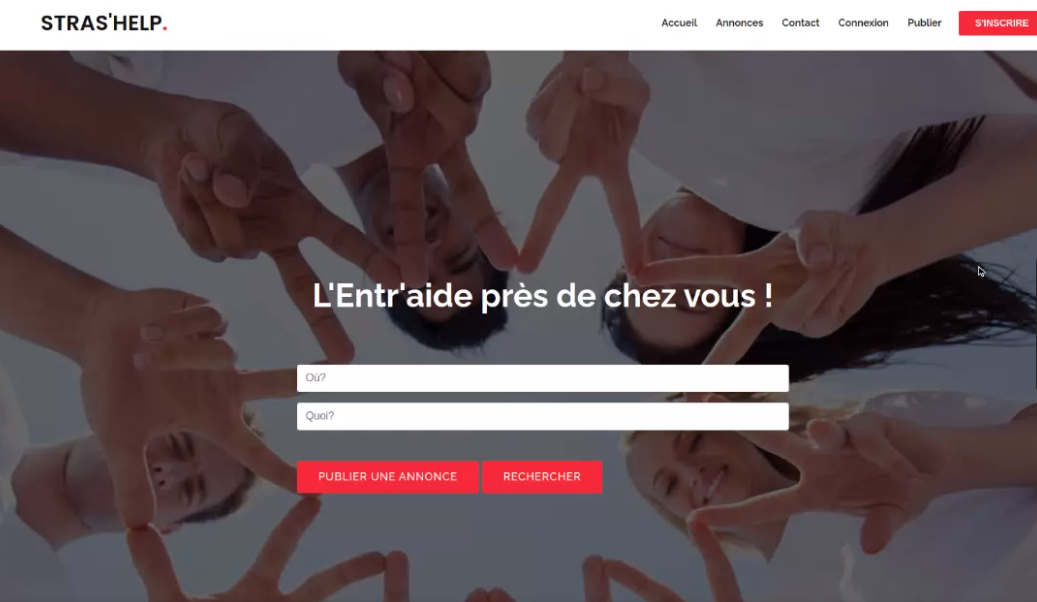 STRAS'HELP.
Accueil
Annonces
Contact
Connexion
Publier
S'INSCRIRE
L'Entr'aide près de chez vous !
Où?
Quoi?
PUBLIER UNE ANNONCE
RECHERCHER